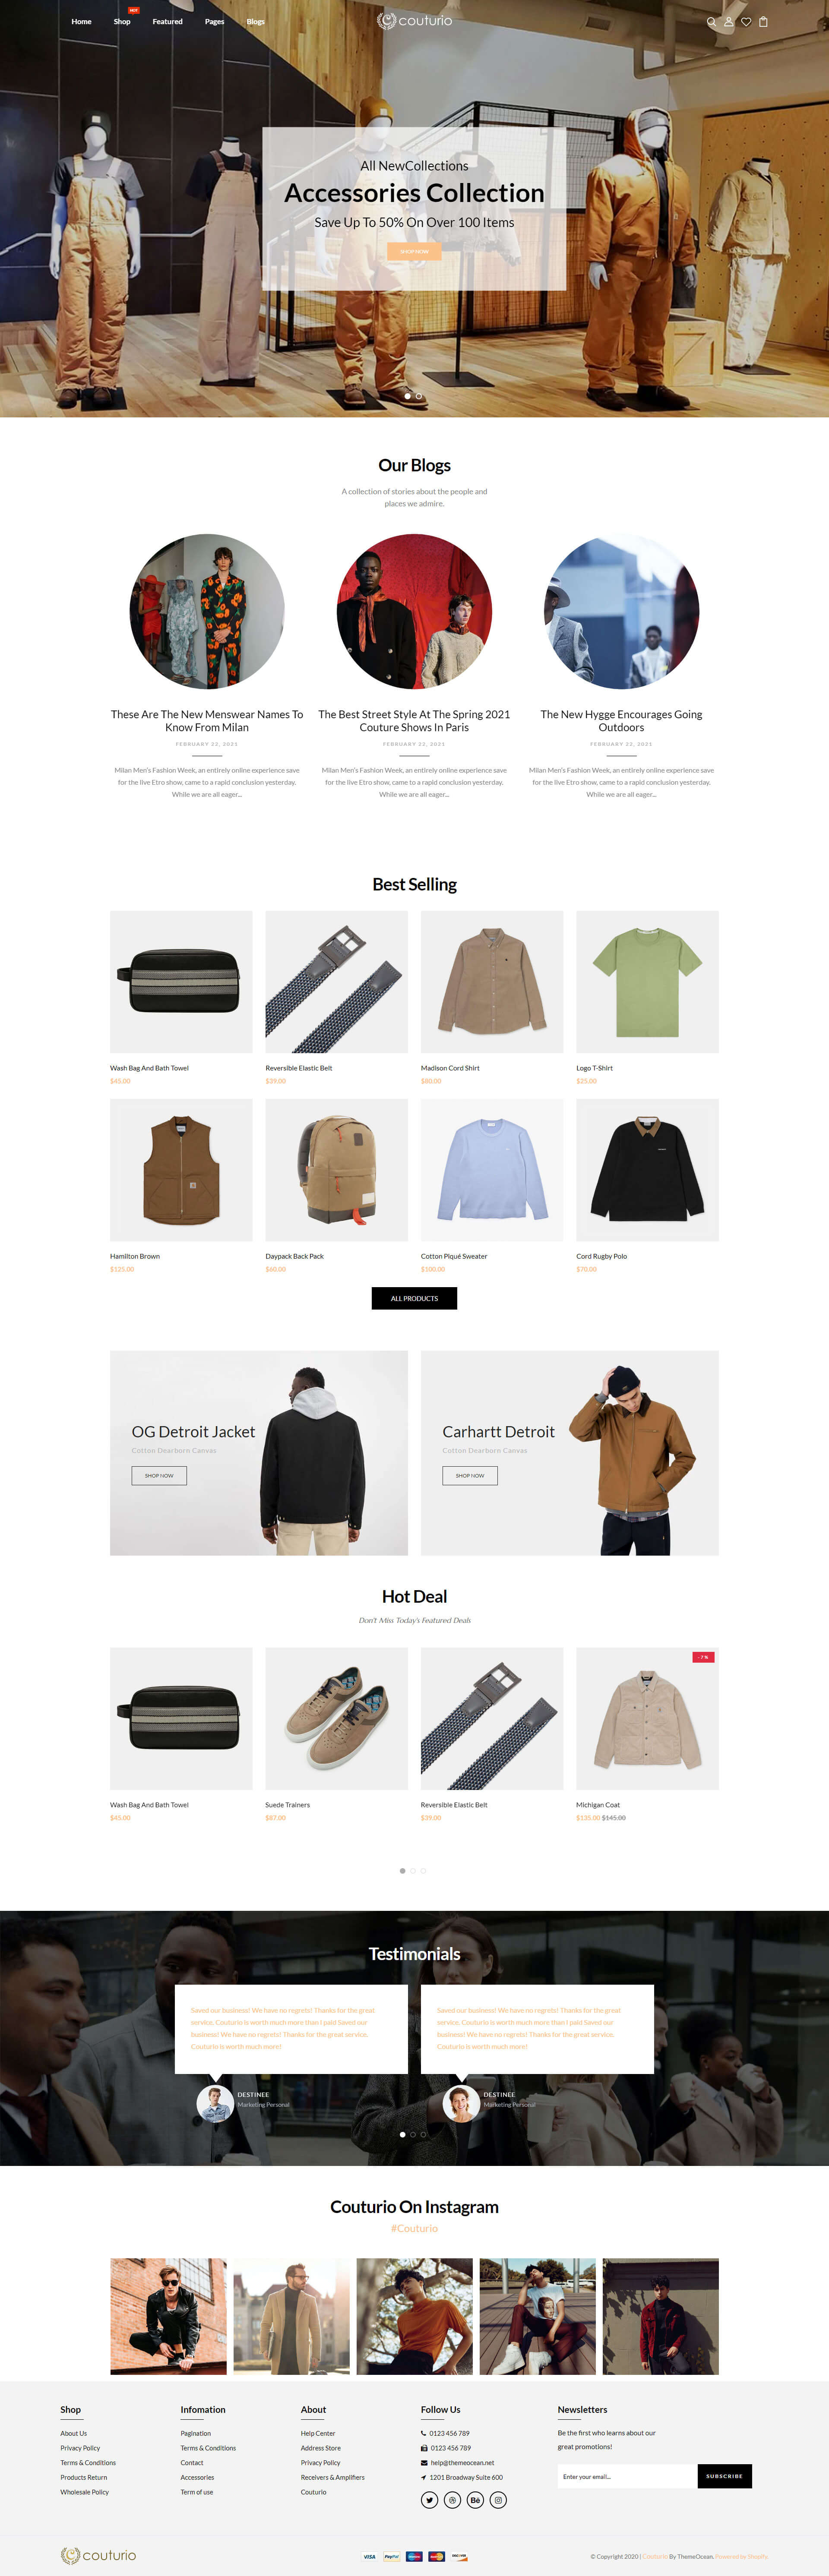 Home Shop HOT Featured Pages Blogs
couturio
All NewCollections
Accessories Collection
Save Up To 50% On Over 100 Items
SHOP NOW
Our Blogs
A collection of stories about the people and
places we admire.
These Are The New Menswear Names To
Know From Milan
FEBRUARY 22, 2021
Milan Men's Fashion Week, an entirely online experience save
for the live Etro show, came to a rapid conclusion yesterday.
While we are all eager...
The Best Street Style At The Spring 2021
Couture Shows In Paris
FEBRUARY 22, 2021
Milan Men's Fashion Week, an entirely online experience save
for the live Etro show, came to a rapid conclusion yesterday.
While we are all eager...
The New Hygge Encourages Going
Outdoors
FEBRUARY 22, 2021
Milan Men's Fashion Week, an entirely online experience save
for the live Etro show, came to a rapid conclusion yesterday.
While we are all eager...
Best Selling
Wash Bag And Bath Towel
$45.00
Reversible Elastic Belt
$39.00
Madison Cord Shirt
$80.00
Logo T-Shirt
$25.00
Hamilton Brown
$125.00
Daypack Back Pack
$60.00
Cotton Piqué Sweater
$100.00
Cord Rugby Polo
$70.00
ALL PRODUCTS
OG Detroit Jacket
Cotton Dearborn Canvas
SHOP NOW
Carhartt Detroit
Cotton Dearborn Canvas
SHOP NOW
Hot Deal
Don't Miss Today's Featured Deals
-7%
Wash Bag And Bath Towel
$45.00
Suede Trainers
$67.00
Reversible Elastic Belt
$39.00
Michigan Coat
$135.00 $145.00
Testimonials
Saved our business! We have no regrets! Thanks for the great
service, Couturio is worth much more than I paid Saved our
business! We have no regrets! Thanks for the great service,
Couturio is worth much more!
DESTINEE
Marketing Personal
Saved our business! We have no regrets! Thanks for the great
service, Couturio is worth much more than I paid Saved our
business! We have no regrets! Thanks for the great service,
Couturio is worth much more!
DESTINEE
Marketing Personal
Couturio On Instagram
#Couturio
Shop
About Us
Privacy Policy
Terms & Conditions
Products Return
Wholesale Policy
Infomation
Pagination
Terms & Conditions
Contact
Accessories
Term of use
About
Help Center
Address Store
Privacy Policy
Receivers & Amplifiers
Couturio
Follow Us
0123 456 789
0123 456 789
help@themeocean.net
1201 Broadway Suite 600
Bē
Newsletters
Be the first who learns about our
great promotions!
Enter your email...
SUBSCRIBE
couturio
VISA PayPal DISCOVER
© Copyright 2020 | Couturio By ThemeOcean. Powered by Shopify